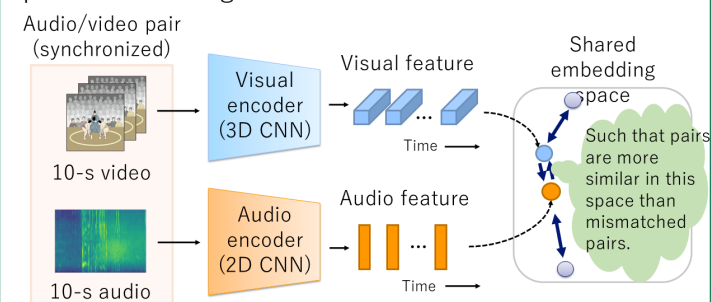 Audio/video pair
(synchronized)
10-s video
10-s audio
Visual
encoder
(3D CNN)
Audio
encoder
(2D CNN)
Visual feature
...
Time
Audio feature
...
Time
Shared
embedding
space
Such that pairs
are more
similar in this
space than
mismatched
pairs.